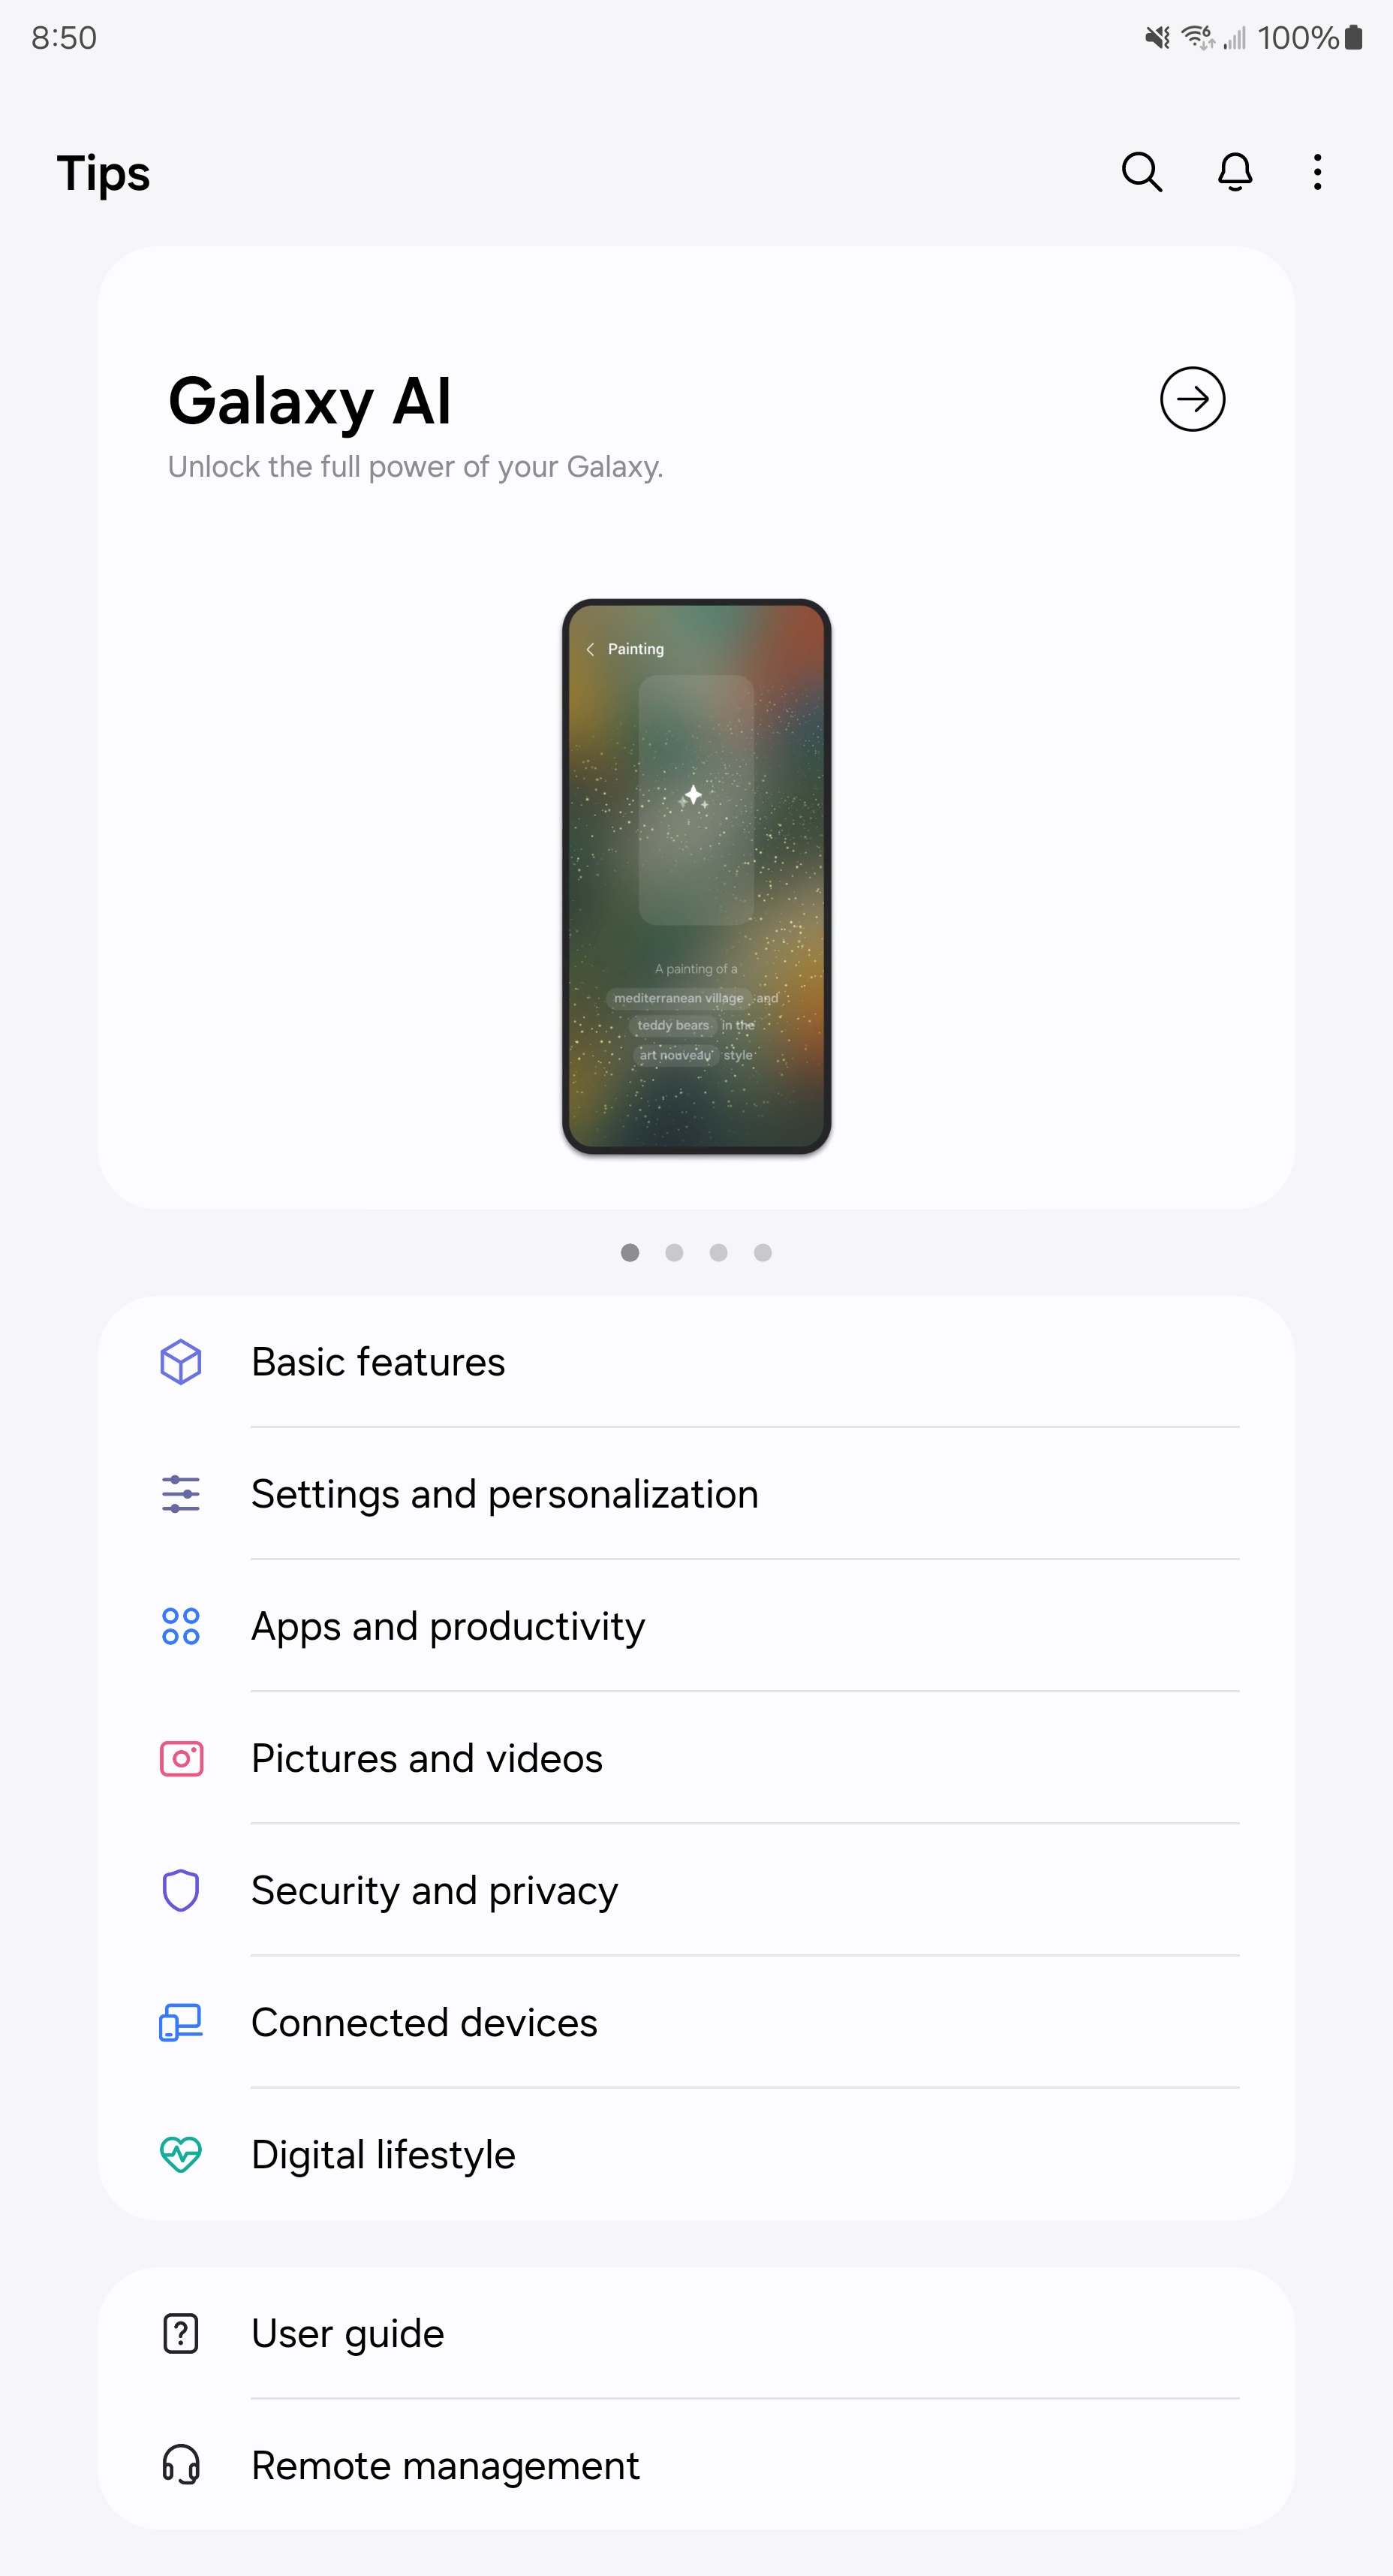 8:50
100%
Tips
Galaxy AI
Unlock the full power of your Galaxy.
Painting
A painting of a
mediterranean village and
teddy bears in the
art nouveau style
Basic features
Settings and personalization
Apps and productivity
Pictures and videos
Security and privacy
Connected devices
Digital lifestyle
User guide
Remote management